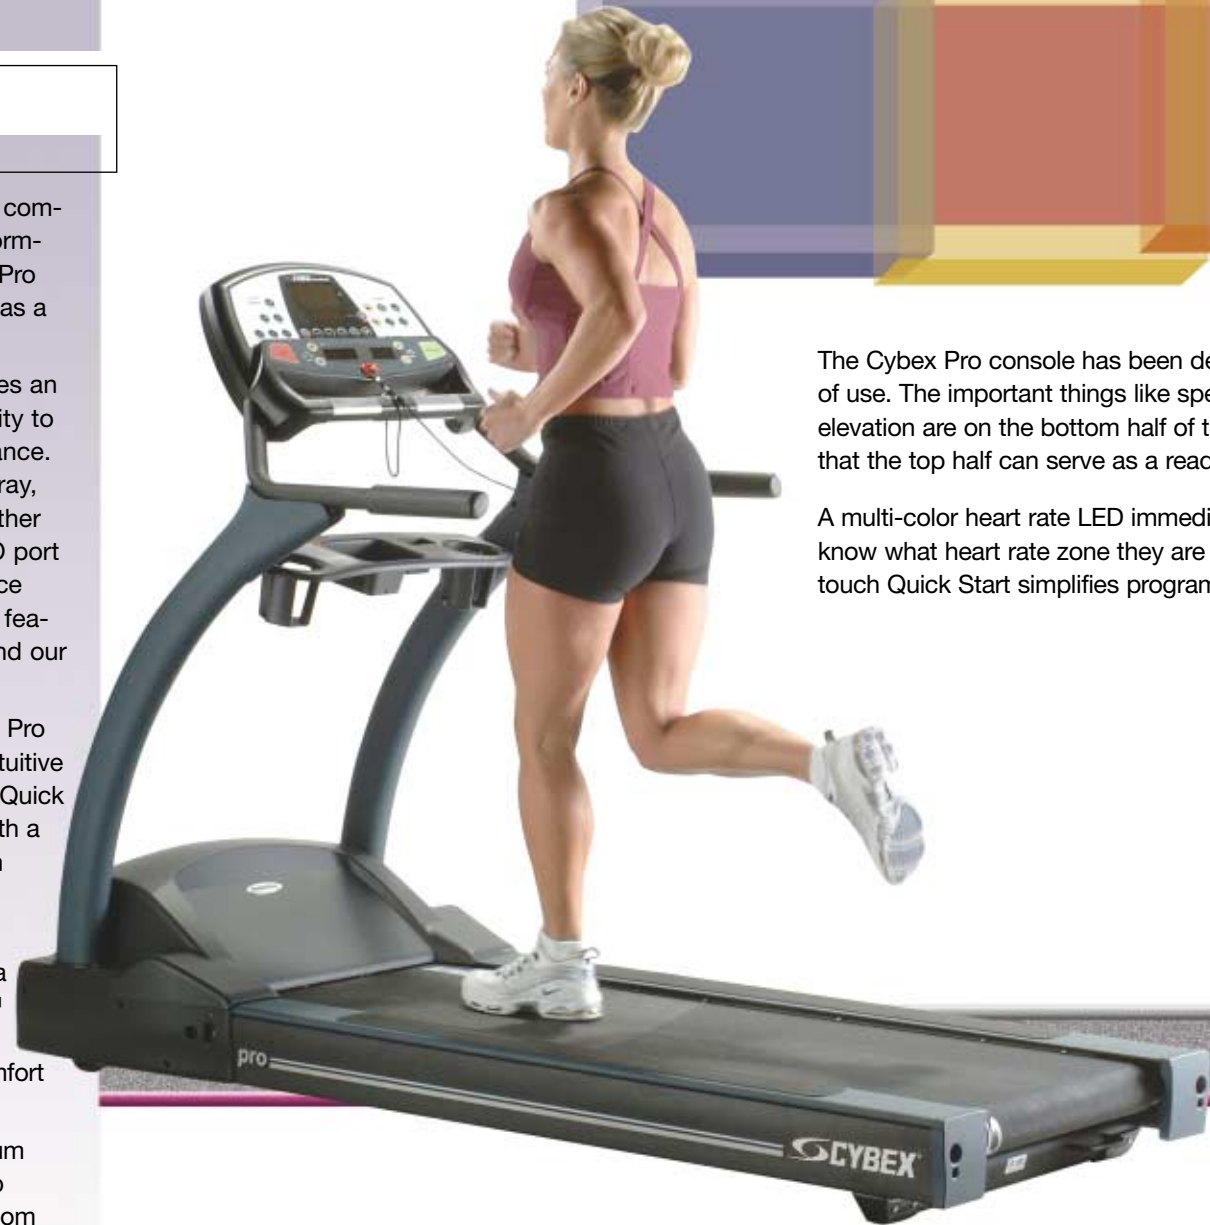 com-
orm-
Pro
as a
es an
ity to
ance.
ray,
ther
port
ce
fea-
nd our
Pro
tuitive
Quick
th a
a
nfort
um
om
The Cybex Pro console has been de
of use. The important things like spe
elevation are on the bottom half of t
that the top half can serve as a read
A multi-color heart rate LED immedi
know what heart rate zone they are
touch Quick Start simplifies program
pro
CYBEX